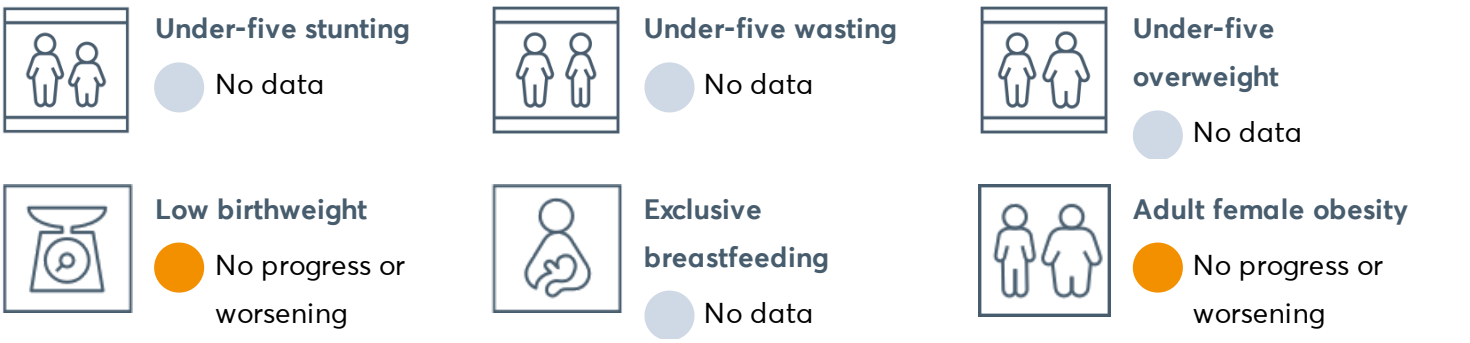 Under-five stunting
No data
Under-five wasting
No data
Under-five
overweight
No data
Low birthweight
No progress or
worsening
Exclusive
breastfeeding
No data
Adult female obesity
No progress or
worsening